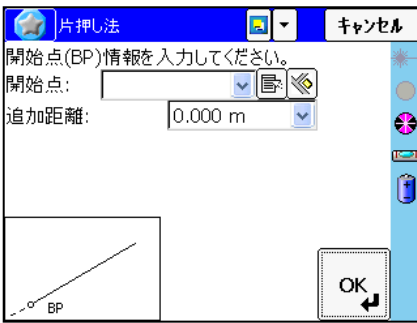 片押し法
キャンセル
開始点(BP)情報を入力してください。
開始点:
追加距離: 0.000 m
BP
OK